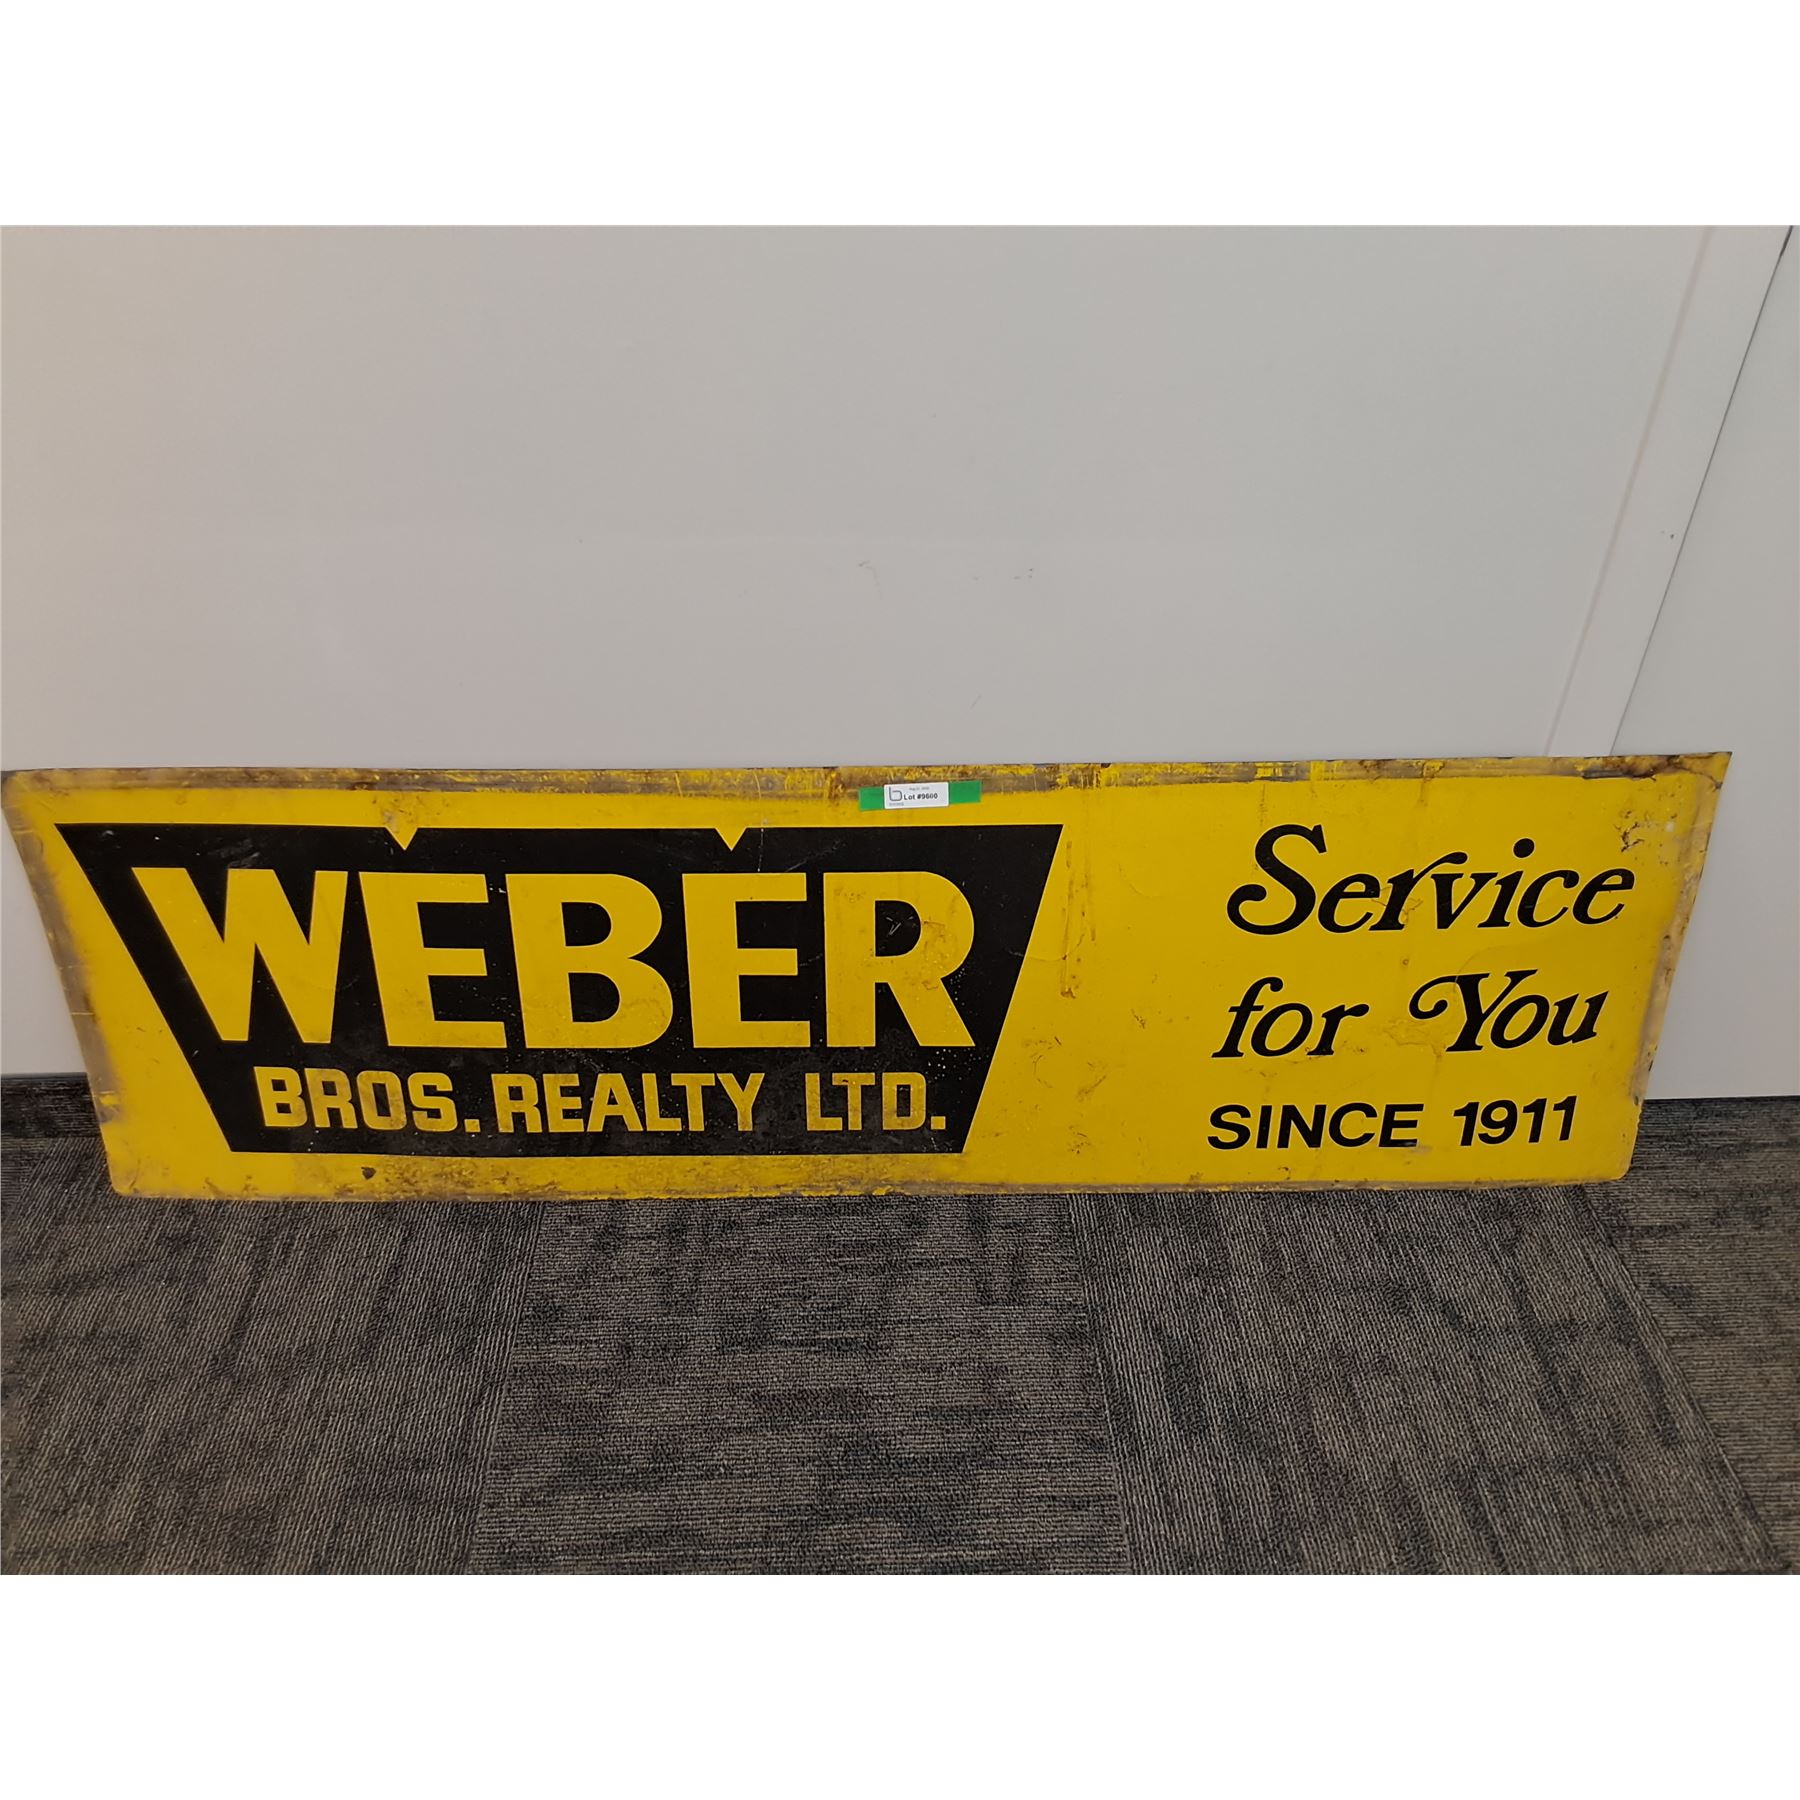 b
Lot #9600
WEBER
BROS. REALTY LTD.
Service
for You
SINCE 1911